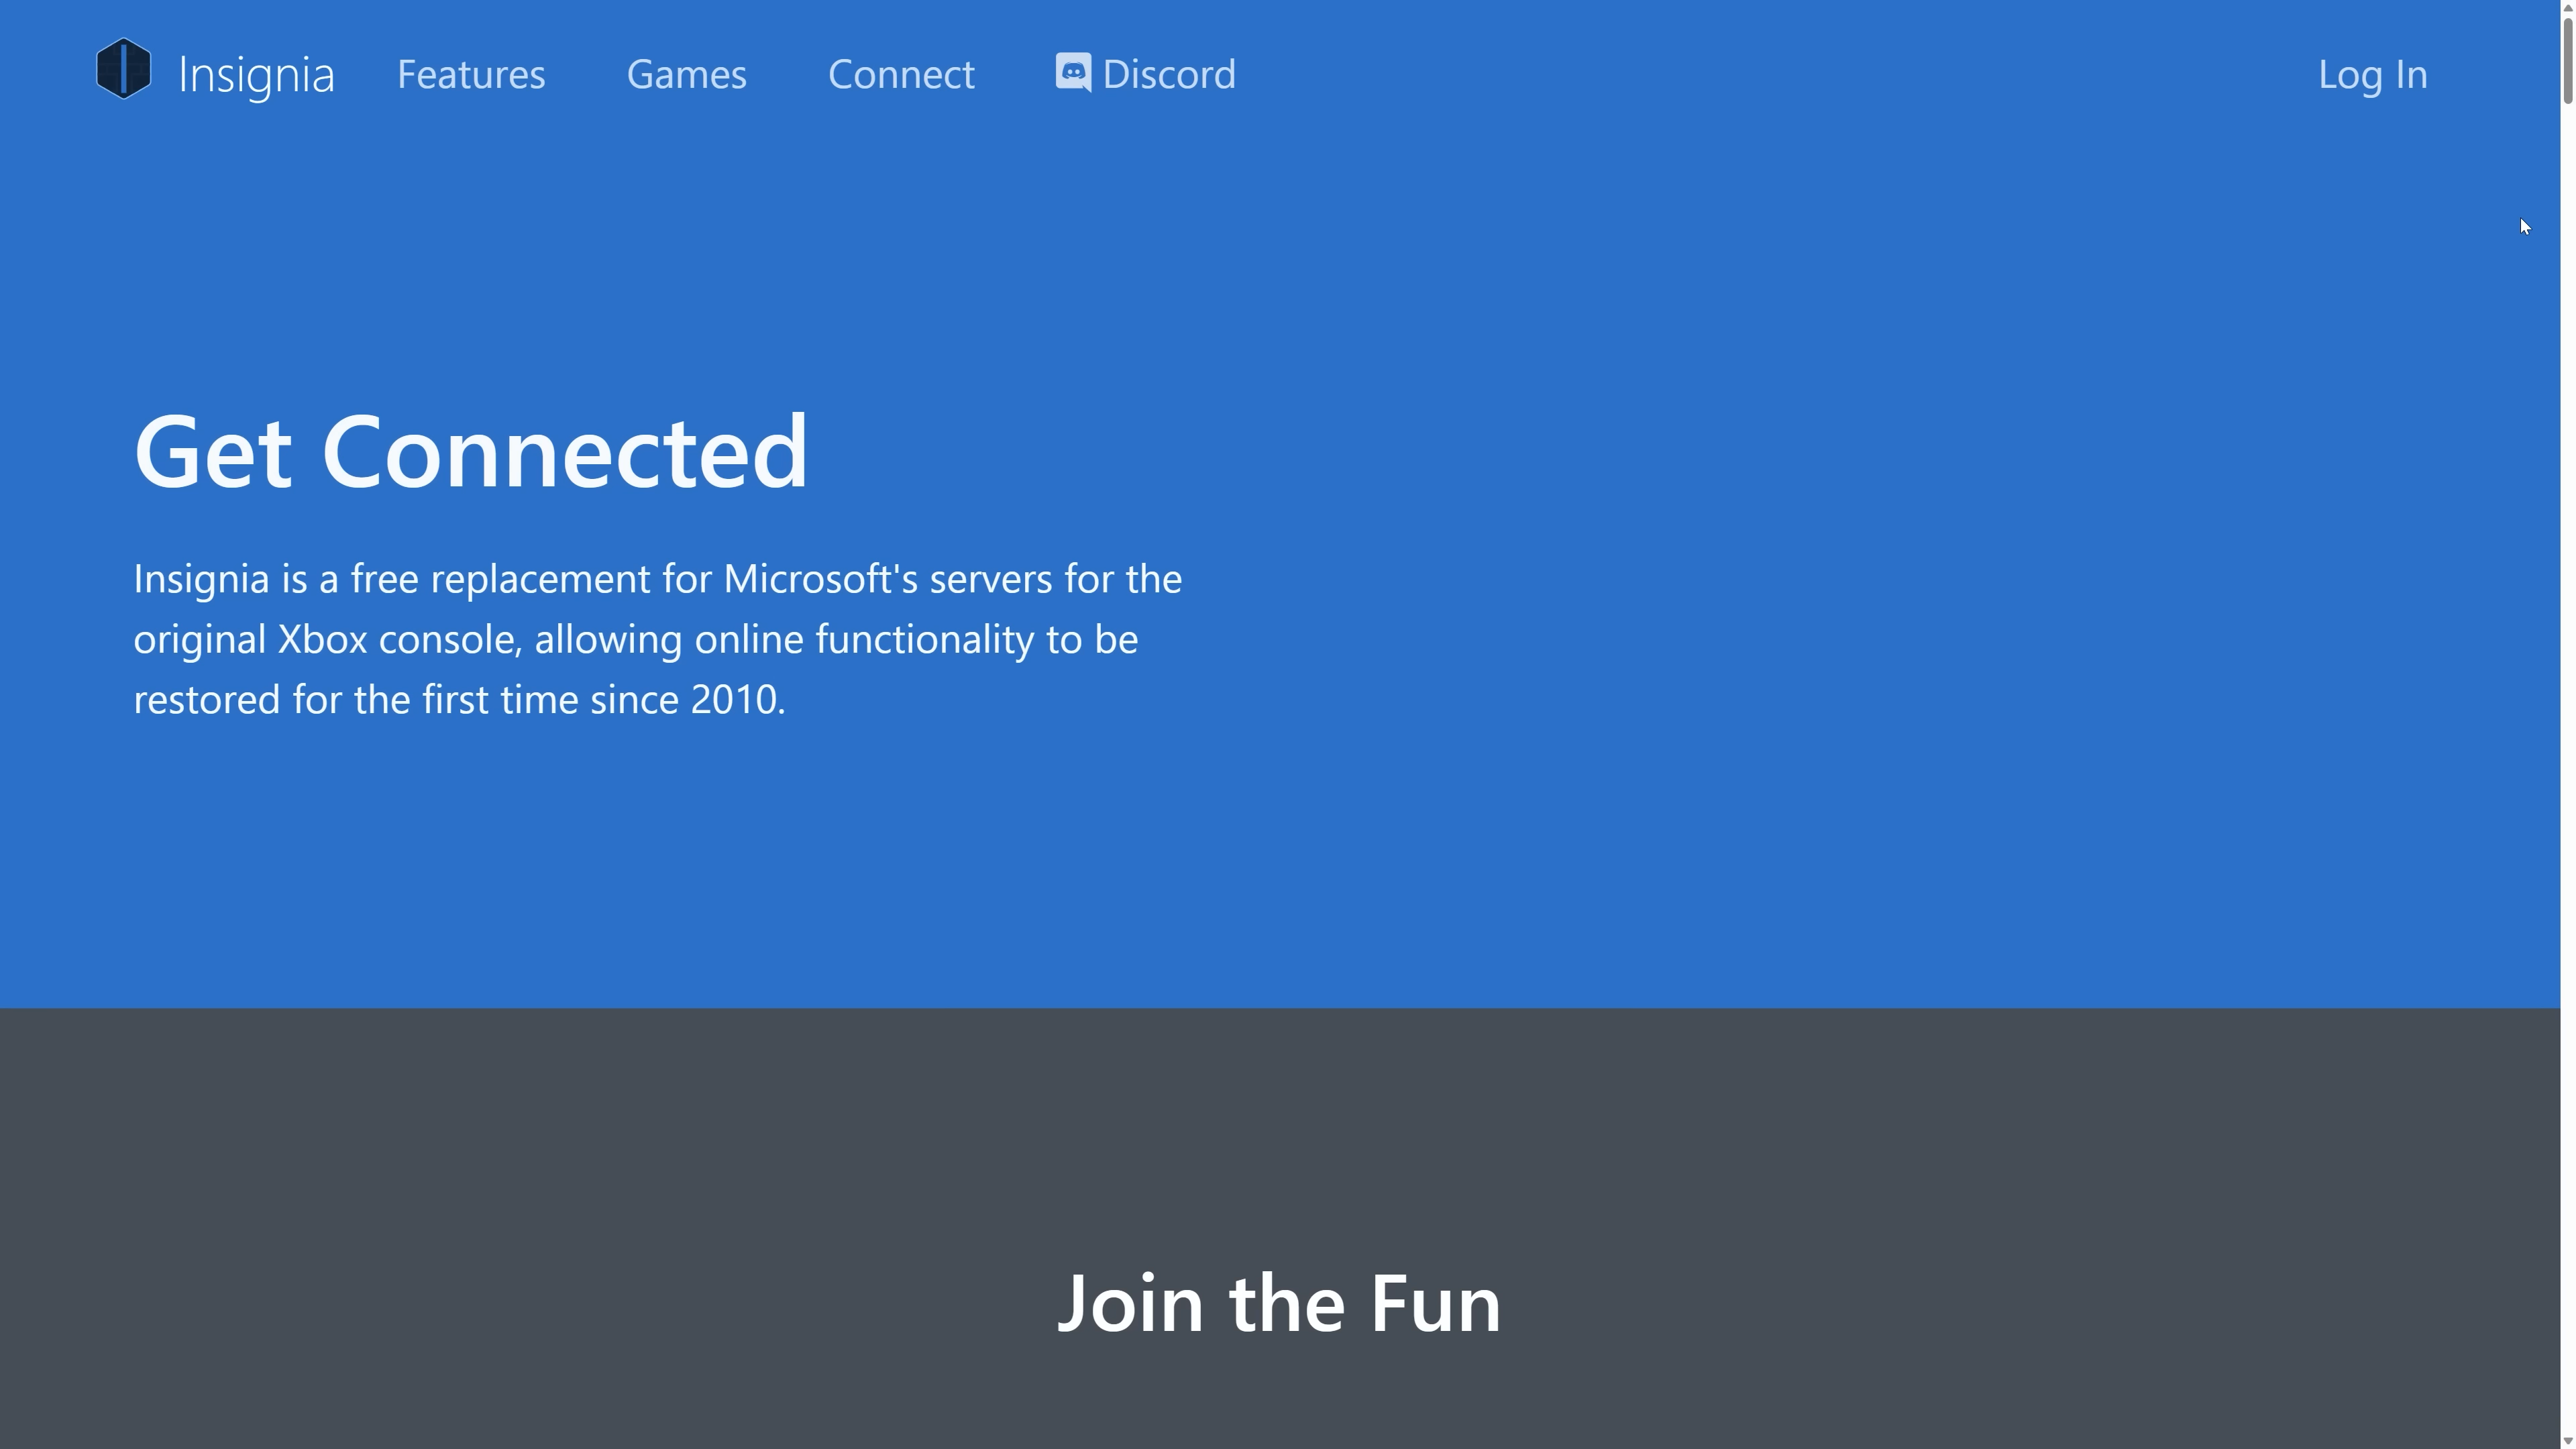 Insignia Features Games Connect Discord Log In
Get Connected
Insignia is a free replacement for Microsoft's servers for the
original Xbox console, allowing online functionality to be
restored for the first time since 2010.
Join the Fun